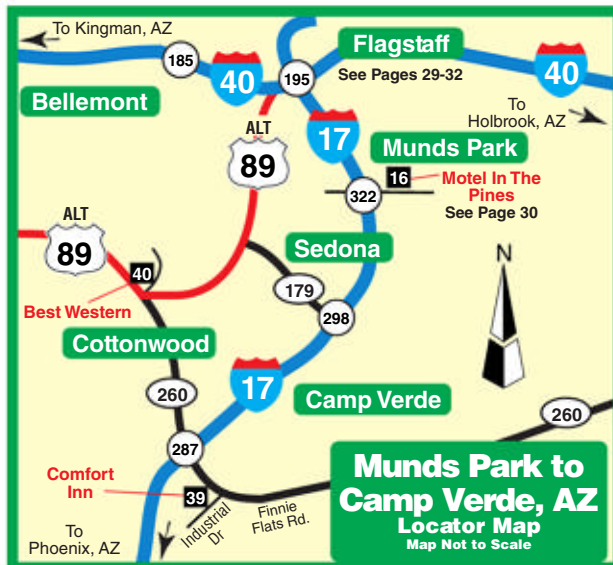 To Kingman, AZ
185
40
195
Flagstaff
See Pages 29-32
40
Bellemont
To
Holbrook, AZ
ALT
89
17
Munds Park
16
Motel In The
Pines
See Page 30
322
ALT
89
Sedona
N
40
Best Western
179
298
Cottonwood
260
17
Camp Verde
260
287
Comfort
Inn
39
Industrial
Dr
Finnie
Flats Rd.
To
Phoenix, AZ
Munds Park to
Camp Verde, AZ
Locator Map
Map Not to Scale